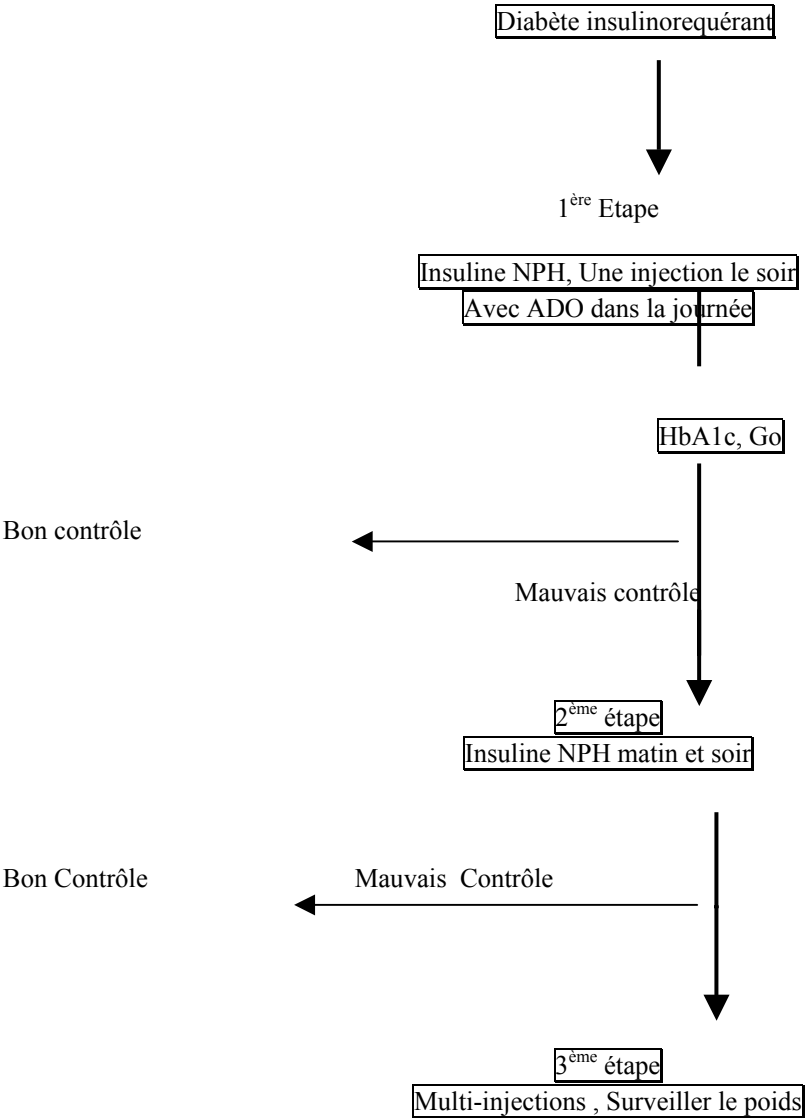 Diabète insulinorequérant
1ère Etape
Insuline NPH, Une injection le soir
Avec ADO dans la journée
HbA1c, Go
Bon contrôle
Mauvais contrôle
2ème étape
Insuline NPH matin et soir
Bon Contrôle Mauvais Contrôle
3ème étape
Multi-injections , Surveiller le poids